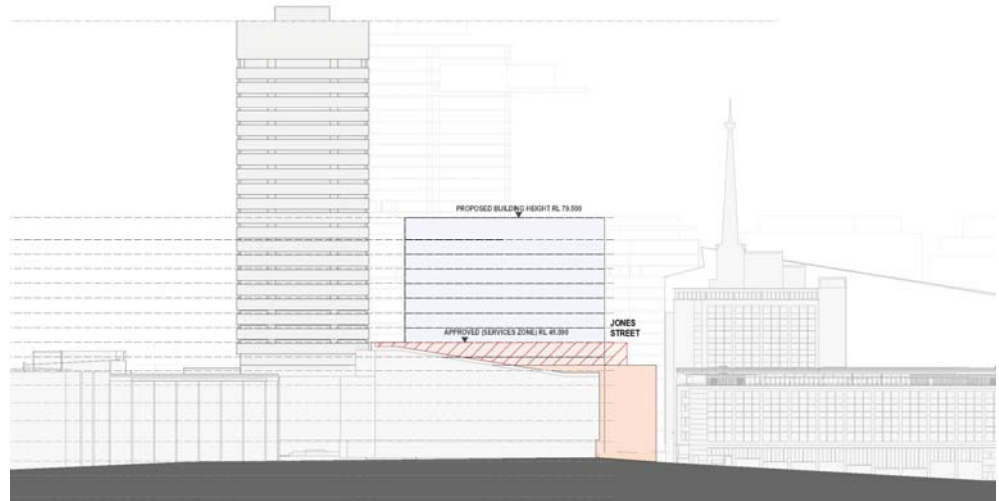 PROPOSED BUILDING HEIGHT RL 79.500
APPROVED (SERVICES ZONE) RL 45.090
JONES
STREET